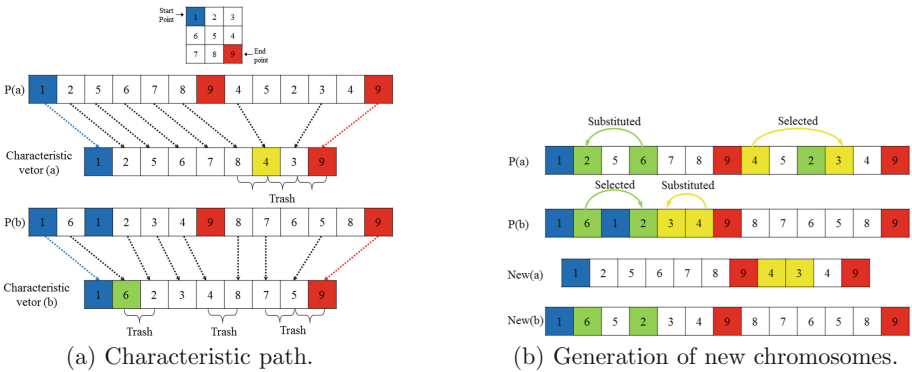 Start Point 1 2 3
6 5 4
7 8 9 End point
P(a) 1 2 5 6 7 8 9 4 5 2 3 4 9
Characteristic vetor (a) 1 2 5 6 7 8 4 3 9
Trash
P(b) 1 6 1 2 3 4 9 8 7 6 5 8 9
Characteristic vetor (b) 1 6 2 3 4 8 7 5 9
Trash Trash Trash
(a) Characteristic path.
Substituted Selected
P(a) 1 2 5 6 7 8 9 4 5 2 3 4 9
Selected Substituted
P(b) 1 6 1 2 3 4 9 8 7 6 5 8 9
New(a) 1 2 5 6 7 8 9 4 3 4 9
New(b) 1 6 5 2 3 4 9 8 7 6 5 8 9
(b) Generation of new chromosomes.